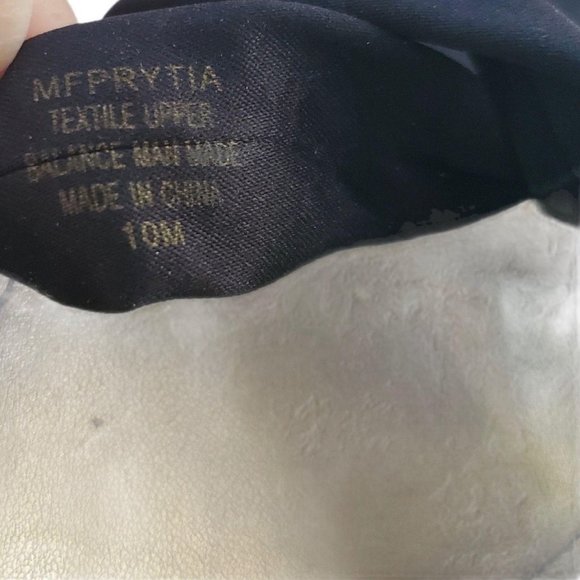 MFPRYTIA
TEXTILE UPPER
BALANCE MAN MADE
MADE IN CHINA
10M